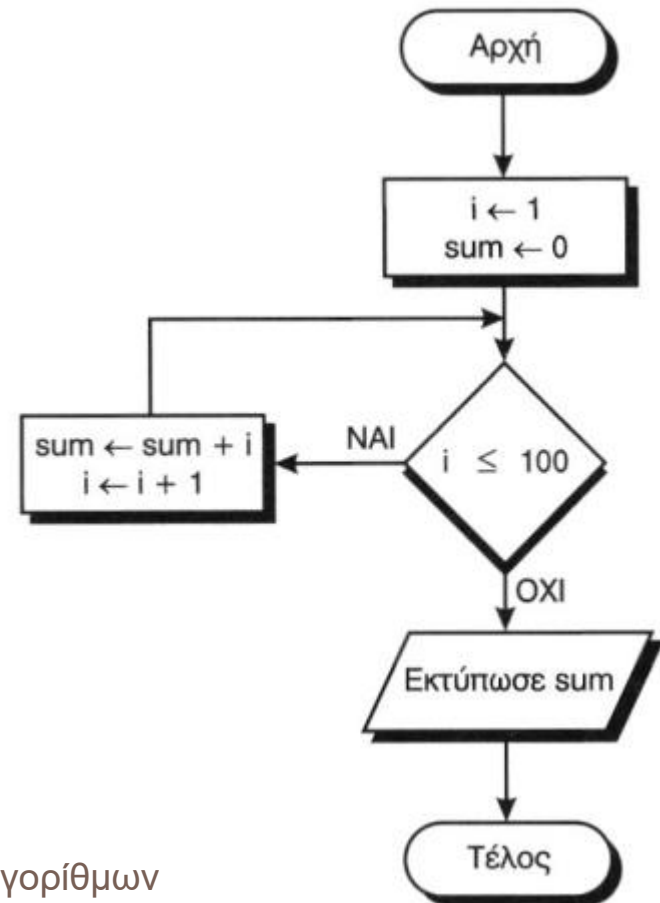 Αρχή
i ← 1
sum ← 0
i ≤ 100
ΝΑΙ
sum ← sum + i
i ← i + 1
ΟΧΙ
Εκτύπωσε sum
Τέλος
γορίθμων